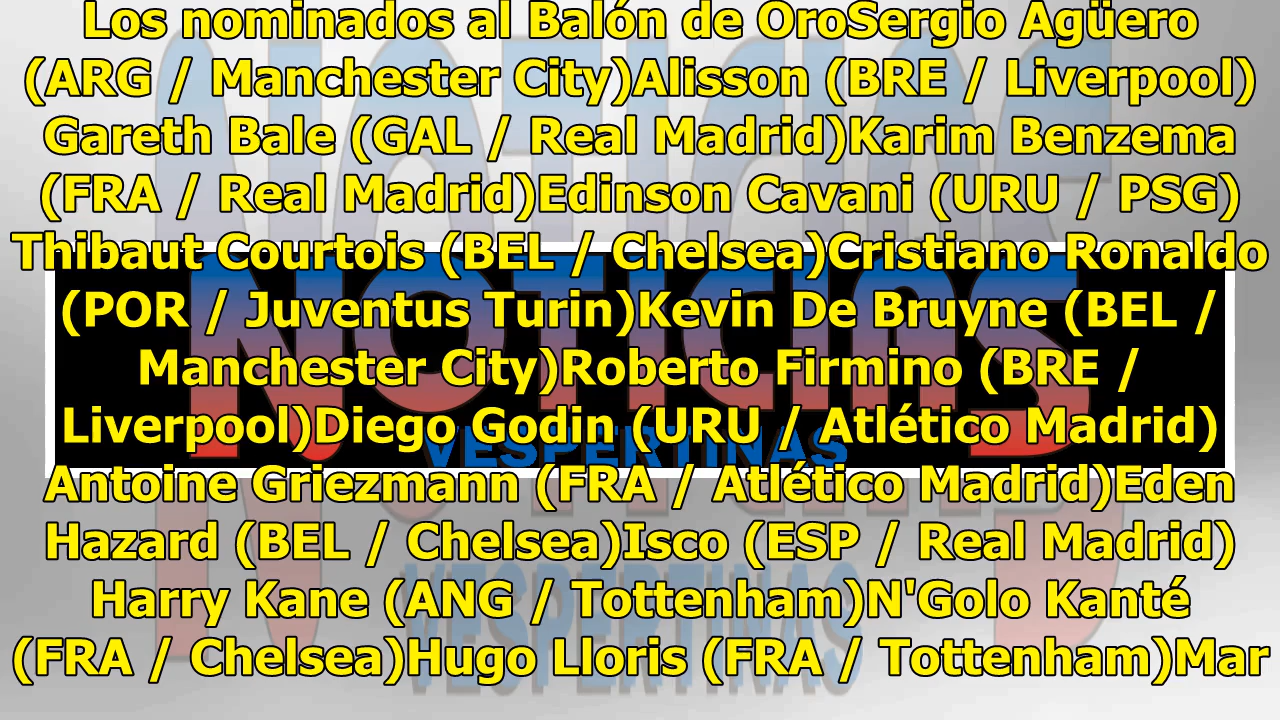 Los nominados al Balón de OroSergio Agüero
(ARG / Manchester City)Alisson (BRE / Liverpool)
Gareth Bale (GAL / Real Madrid)Karim Benzema
(FRA / Real Madrid)Edinson Cavani (URU / PSG)
Thibaut Courtois (BEL / Chelsea)Cristiano Ronaldo
(POR / Juventus Turin)Kevin De Bruyne (BEL /
Manchester City)Roberto Firmino (BRE /
Liverpool)Diego Godin (URU / Atlético Madrid)
Antoine Griezmann (FRA / Atlético Madrid)Eden
Hazard (BEL / Chelsea)Isco (ESP / Real Madrid)
Harry Kane (ANG / Tottenham)N'Golo Kanté
(FRA / Chelsea)Hugo Lloris (FRA / Tottenham)Mar
NOTICIAS
VESPERTINAS